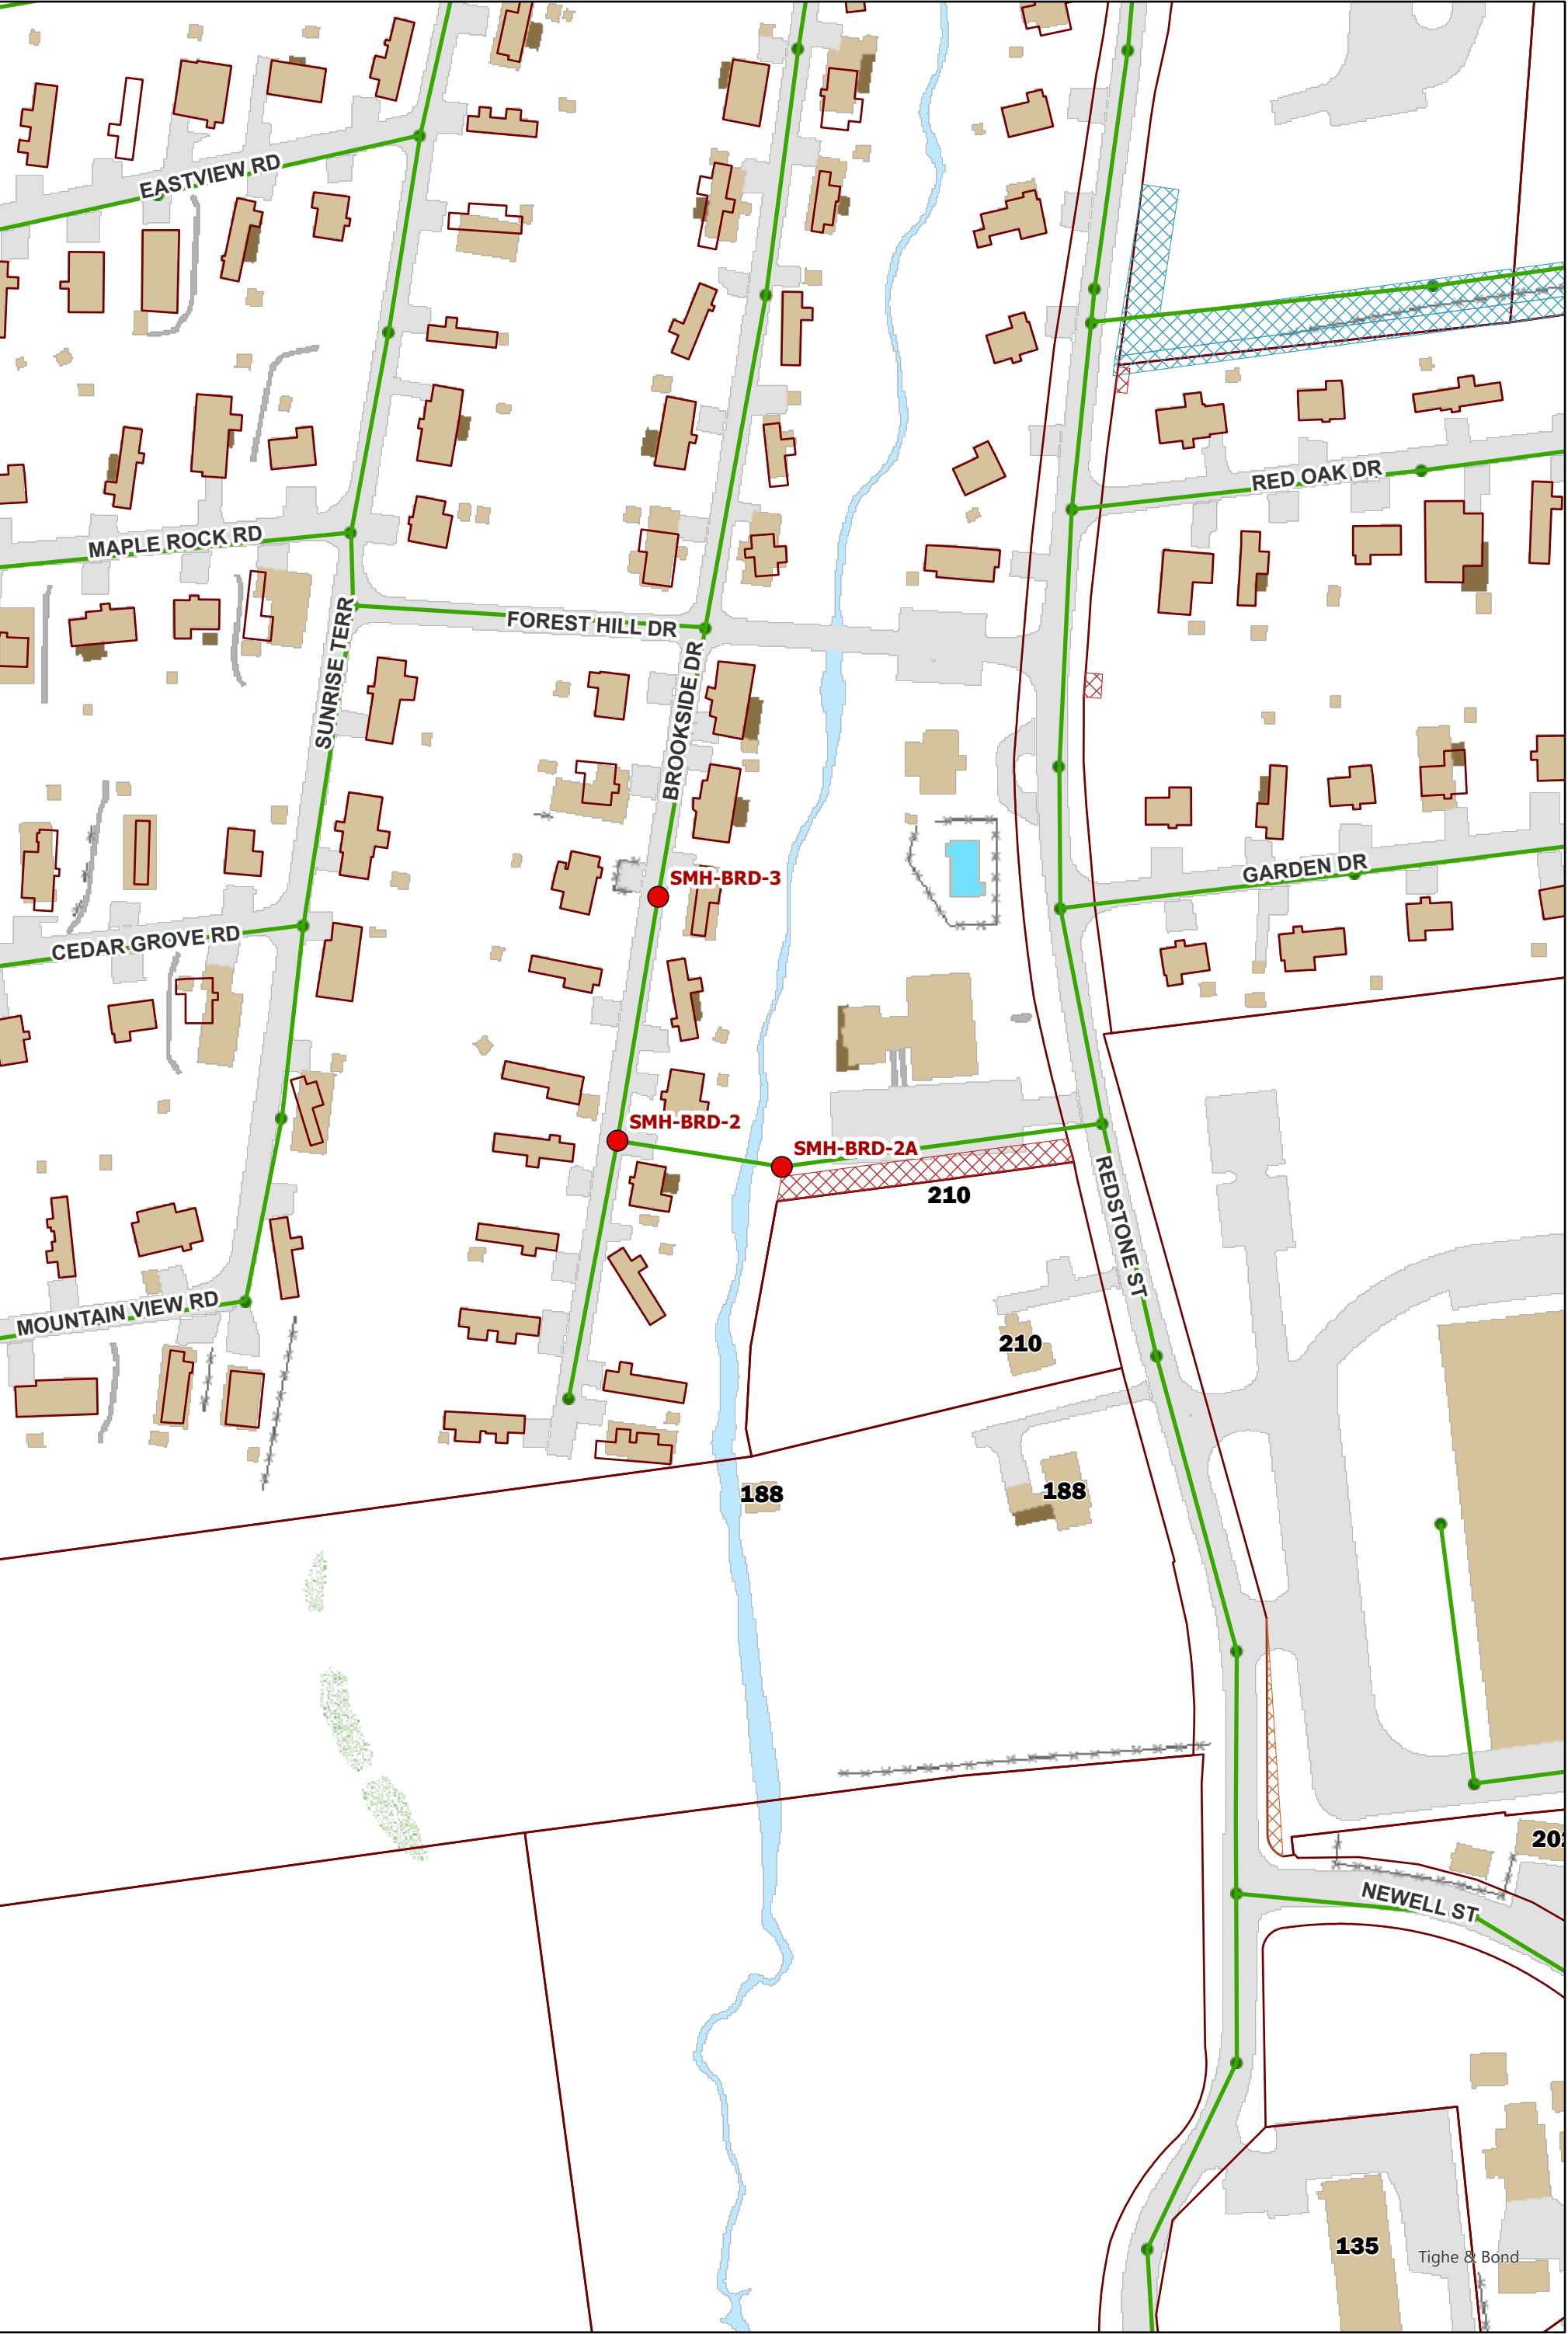 EASTVIEW RD
RED OAK DR
MAPLE ROCK RD
FOREST HILL DR
SUNRISE TERR
BROOKSIDE DR
GARDEN DR
SMH-BRD-3
CEDAR GROVE RD
SMH-BRD-2
SMH-BRD-2A
210
REDSTONE ST
MOUNTAIN VIEW RD
210
188
188
NEWELL ST
135
Tighe & Bond